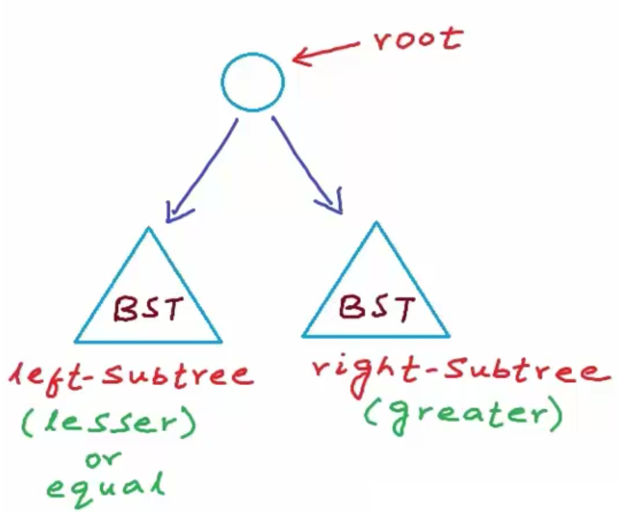 root
BST
BST
left-subtree
(lesser)
or
equal
right-subtree
(greater)